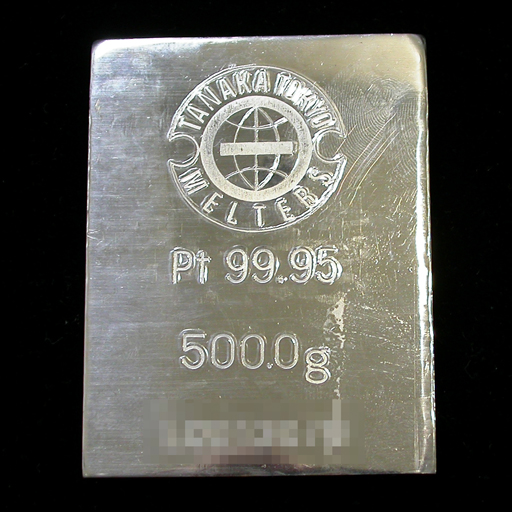 TANAKA TOKYO
MELTERS
Pt 99.95
500.0g